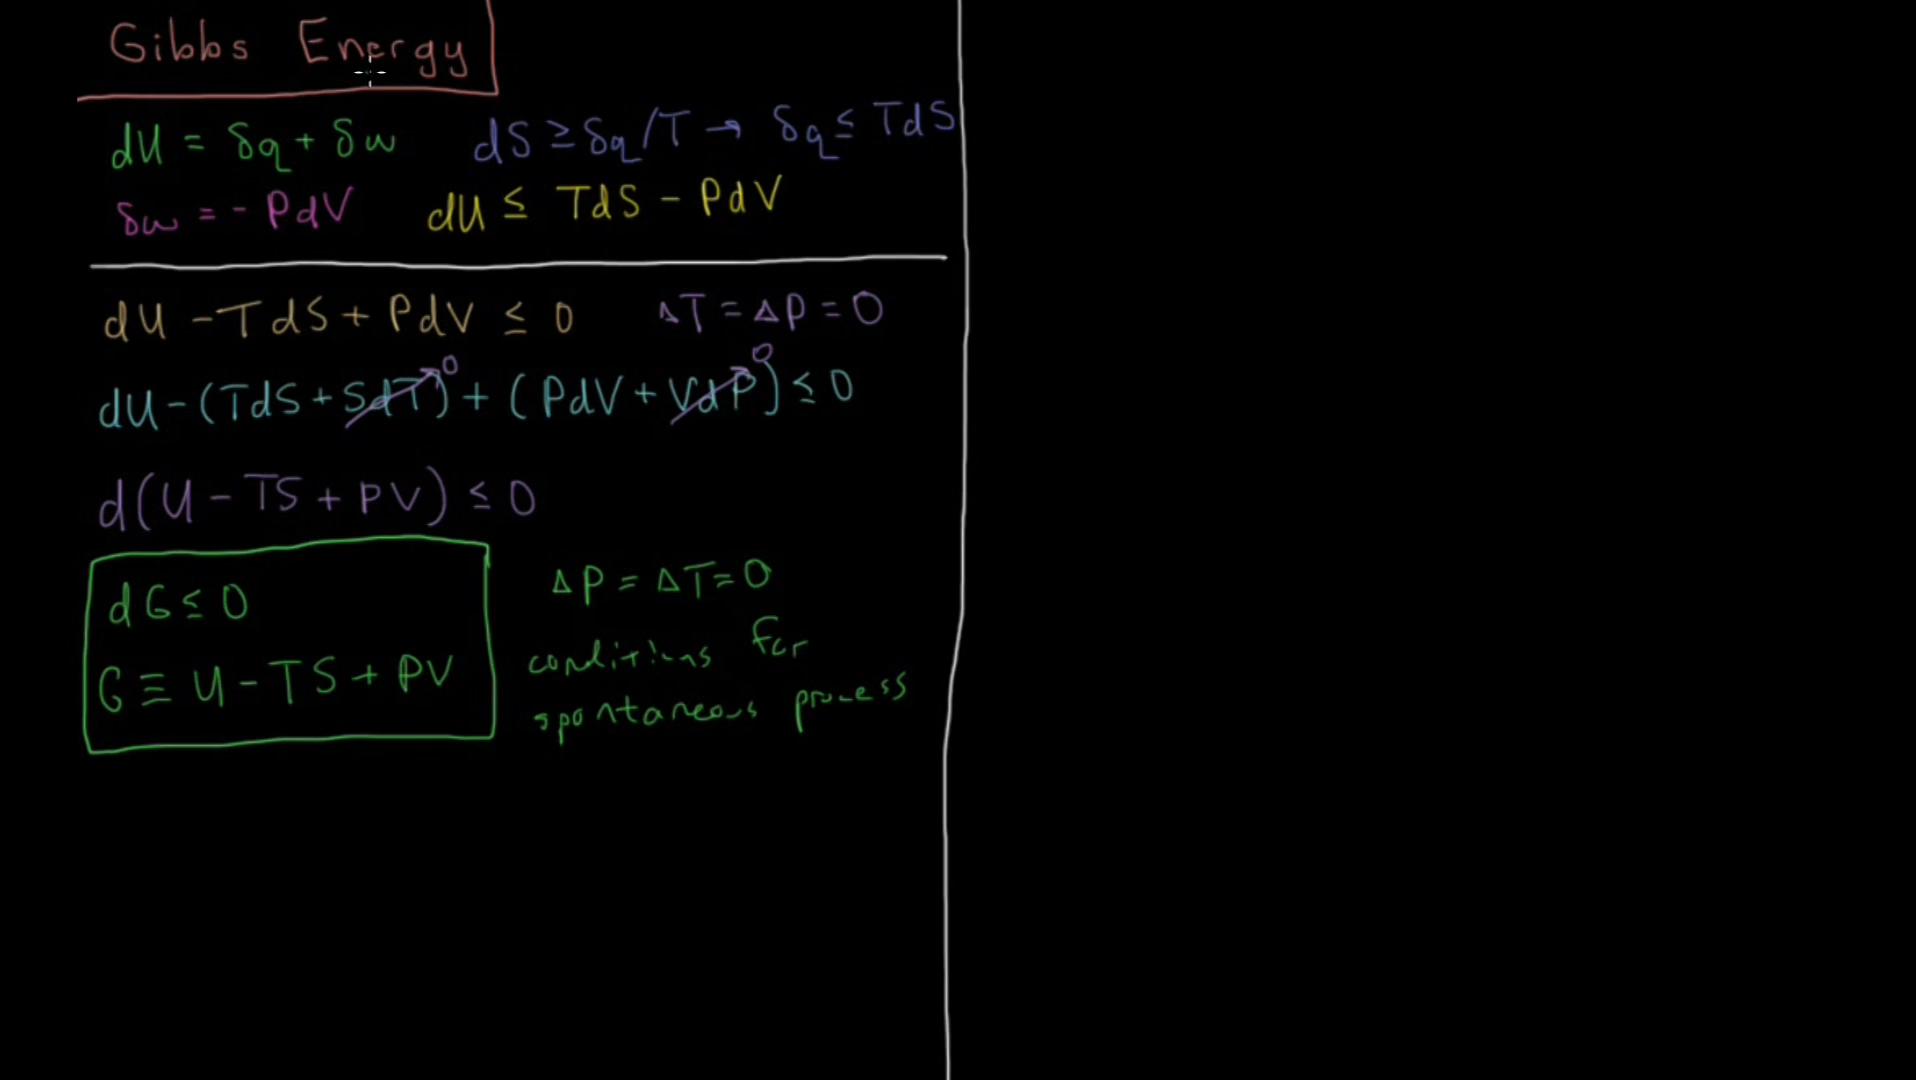 Gibbs Energy
dU = δq + δw    dS ≥ δq/T → δq ≤ TdS
δw = - PdV    dU ≤ TdS - PdV
dU - TdS + PdV ≤ 0    ΔT = ΔP = 0
dU - (TdS + SdT)⁰ + (PdV + VdP)⁰ ≤ 0
d(U - TS + PV) ≤ 0
dG ≤ 0    ΔP = ΔT = 0
conditions for
G ≡ U - TS + PV
spontaneous process